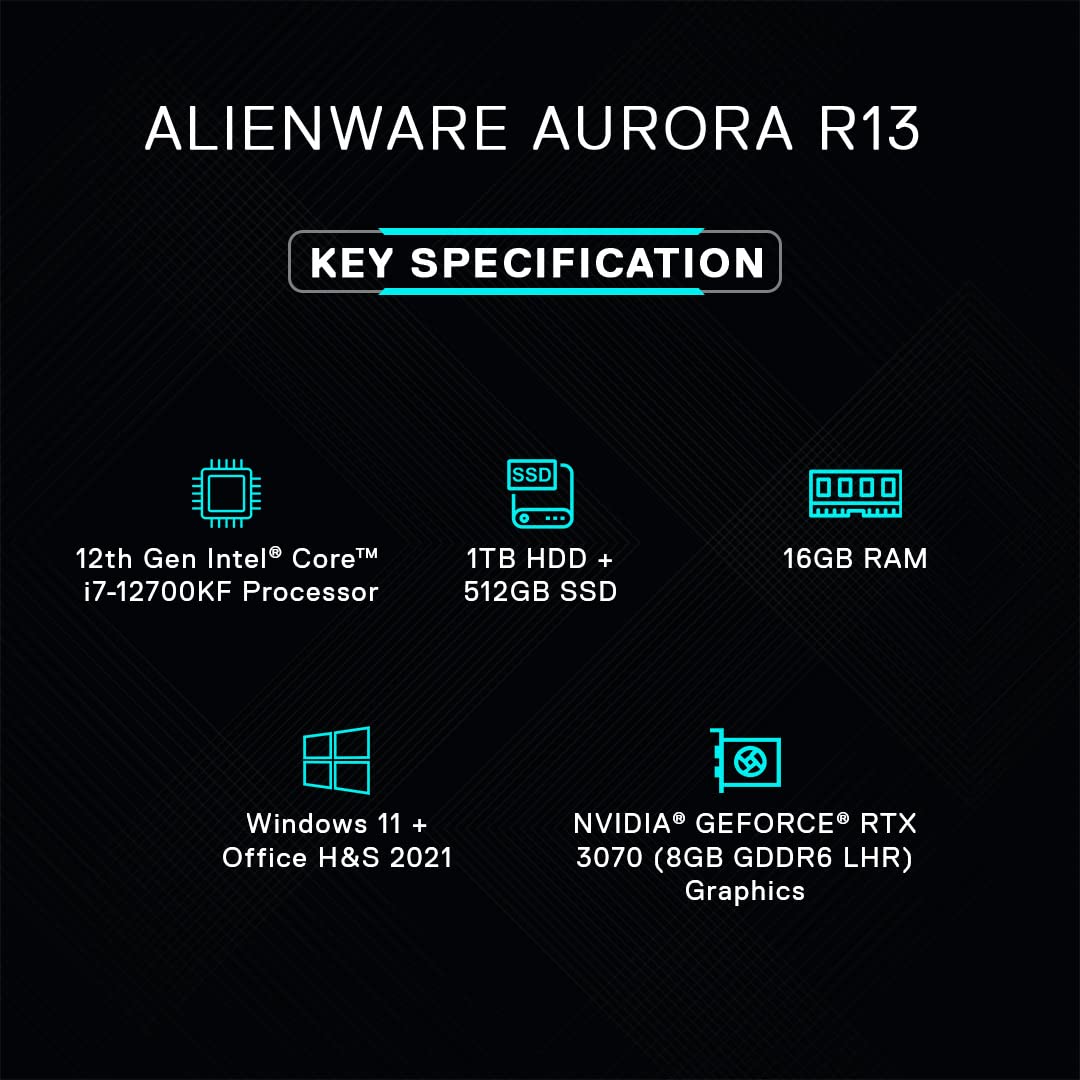 ALIENWARE AURORA R13
KEY SPECIFICATION
12th Gen Intel® Core™
i7-12700KF Processor
SSD
1TB HDD +
512GB SSD
16GB RAM
Windows 11 +
Office H&S 2021
NVIDIA® GEFORCE® RTX
3070 (8GB GDDR6 LHR)
Graphics